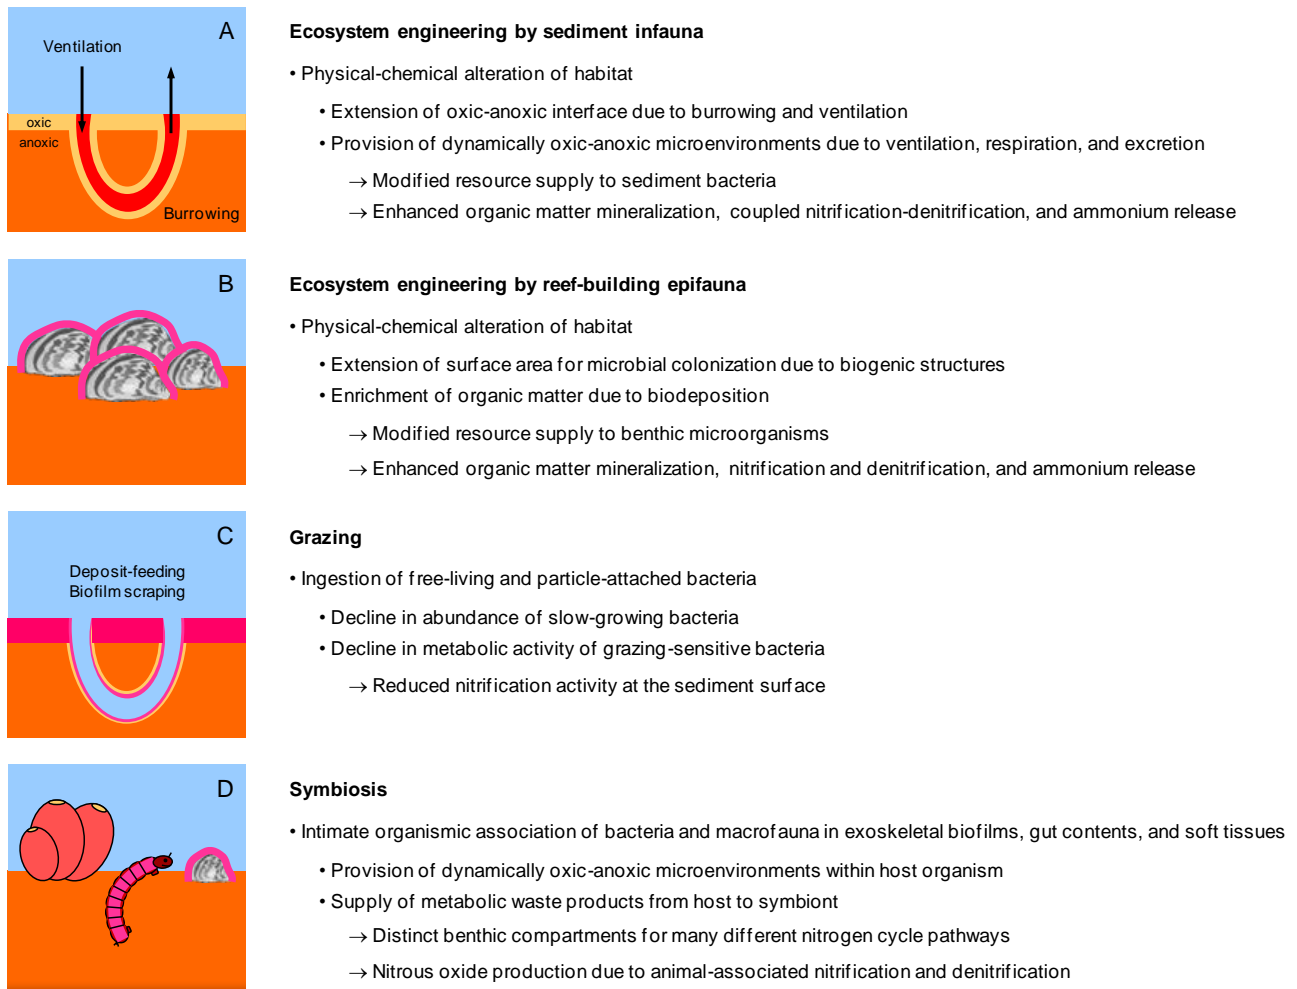 A
Ventilation
oxic
anoxic
Burrowing
Ecosystem engineering by sediment infauna
• Physical-chemical alteration of habitat
• Extension of oxic-anoxic interface due to burrowing and ventilation
• Provision of dynamically oxic-anoxic microenvironments due to ventilation, respiration, and excretion
→ Modified resource supply to sediment bacteria
→ Enhanced organic matter mineralization, coupled nitrification-denitrification, and ammonium release
B
Ecosystem engineering by reef-building epifauna
• Physical-chemical alteration of habitat
• Extension of surface area for microbial colonization due to biogenic structures
• Enrichment of organic matter due to biodeposition
→ Modified resource supply to benthic microorganisms
→ Enhanced organic matter mineralization, nitrification and denitrification, and ammonium release
C
Deposit-feeding
Biofilm scraping
Grazing
• Ingestion of free-living and particle-attached bacteria
• Decline in abundance of slow-growing bacteria
• Decline in metabolic activity of grazing-sensitive bacteria
→ Reduced nitrification activity at the sediment surface
D
Symbiosis
• Intimate organismic association of bacteria and macrofauna in exoskeletal biofilms, gut contents, and soft tissues
• Provision of dynamically oxic-anoxic microenvironments within host organism
• Supply of metabolic waste products from host to symbiont
→ Distinct benthic compartments for many different nitrogen cycle pathways
→ Nitrous oxide production due to animal-associated nitrification and denitrification